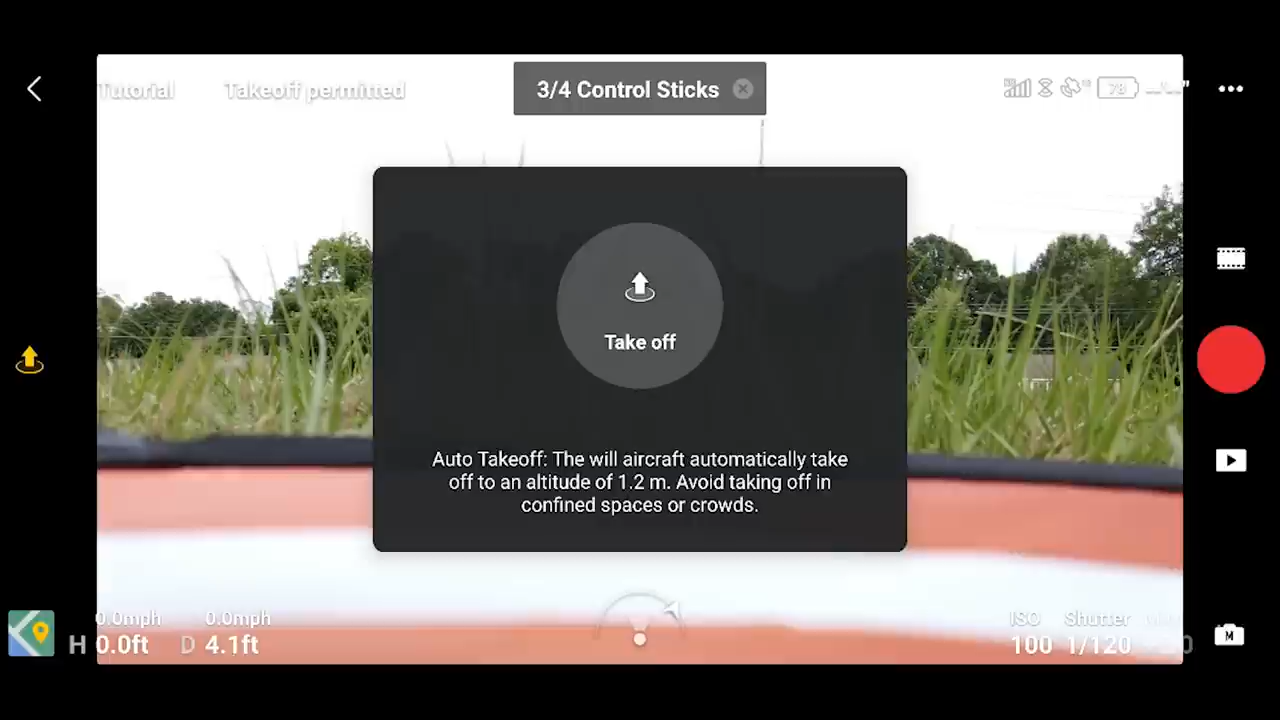 Tutorial
Takeoff permitted
3/4 Control Sticks
78
Take off
Auto Takeoff: The will aircraft automatically take
off to an altitude of 1.2 m. Avoid taking off in
confined spaces or crowds.
0.0mph
0.0mph
H 0.0ft
D 4.1ft
ISO
Shutter
100
1/120
M